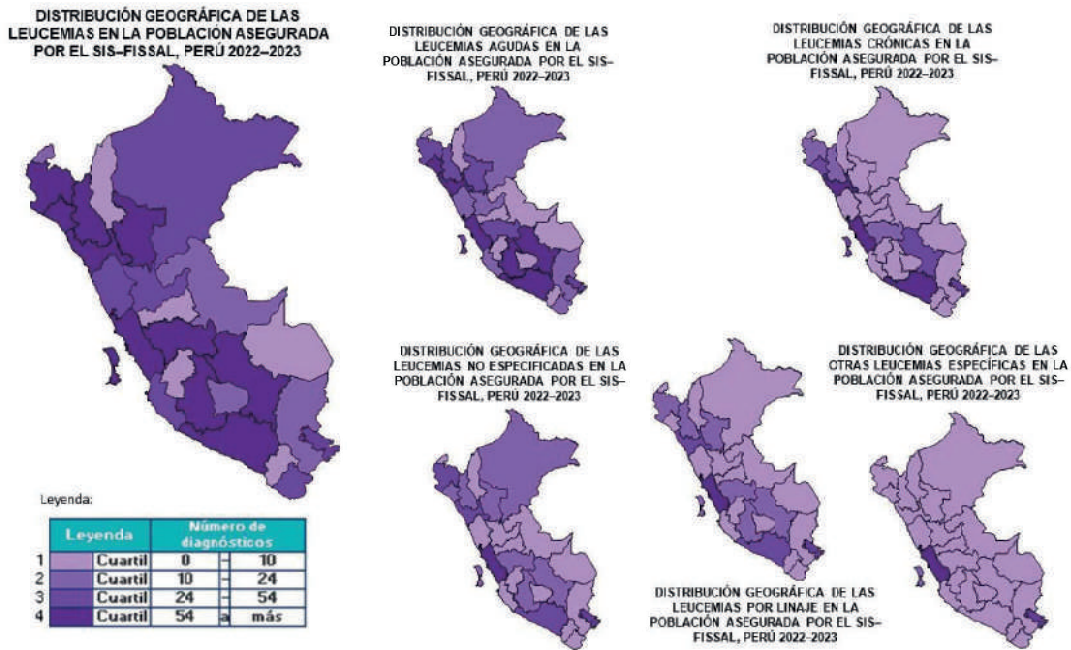 DISTRIBUCIÓN GEOGRÁFICA DE LAS
LEUCEMIAS EN LA POBLACIÓN ASEGURADA
POR EL SIS–FISSAL, PERÚ 2022–2023
DISTRIBUCIÓN GEOGRÁFICA DE LAS
LEUCEMIAS AGUDAS EN LA
POBLACIÓN ASEGURADA POR EL SIS–
FISSAL, PERÚ 2022–2023
DISTRIBUCIÓN GEOGRÁFICA DE LAS
LEUCEMIAS CRÓNICAS EN LA
POBLACIÓN ASEGURADA POR EL SIS–
FISSAL, PERÚ 2022–2023
DISTRIBUCIÓN GEOGRÁFICA DE LAS
LEUCEMIAS NO ESPECIFICADAS EN LA
POBLACIÓN ASEGURADA POR EL SIS–
FISSAL, PERÚ 2022–2023
DISTRIBUCIÓN GEOGRÁFICA DE LAS
OTRAS LEUCEMIAS ESPECÍFICAS EN LA
POBLACIÓN ASEGURADA POR EL SIS–
FISSAL, PERÚ 2022–2023
Leyenda:
Leyenda Número de
diagnósticos
1 Cuartil 0 – 10
2 Cuartil 10 – 24
3 Cuartil 24 – 54
4 Cuartil 54 a más
DISTRIBUCIÓN GEOGRÁFICA DE LAS
LEUCEMIAS POR LINAJE EN LA
POBLACIÓN ASEGURADA POR EL SIS–
FISSAL, PERÚ 2022-2023